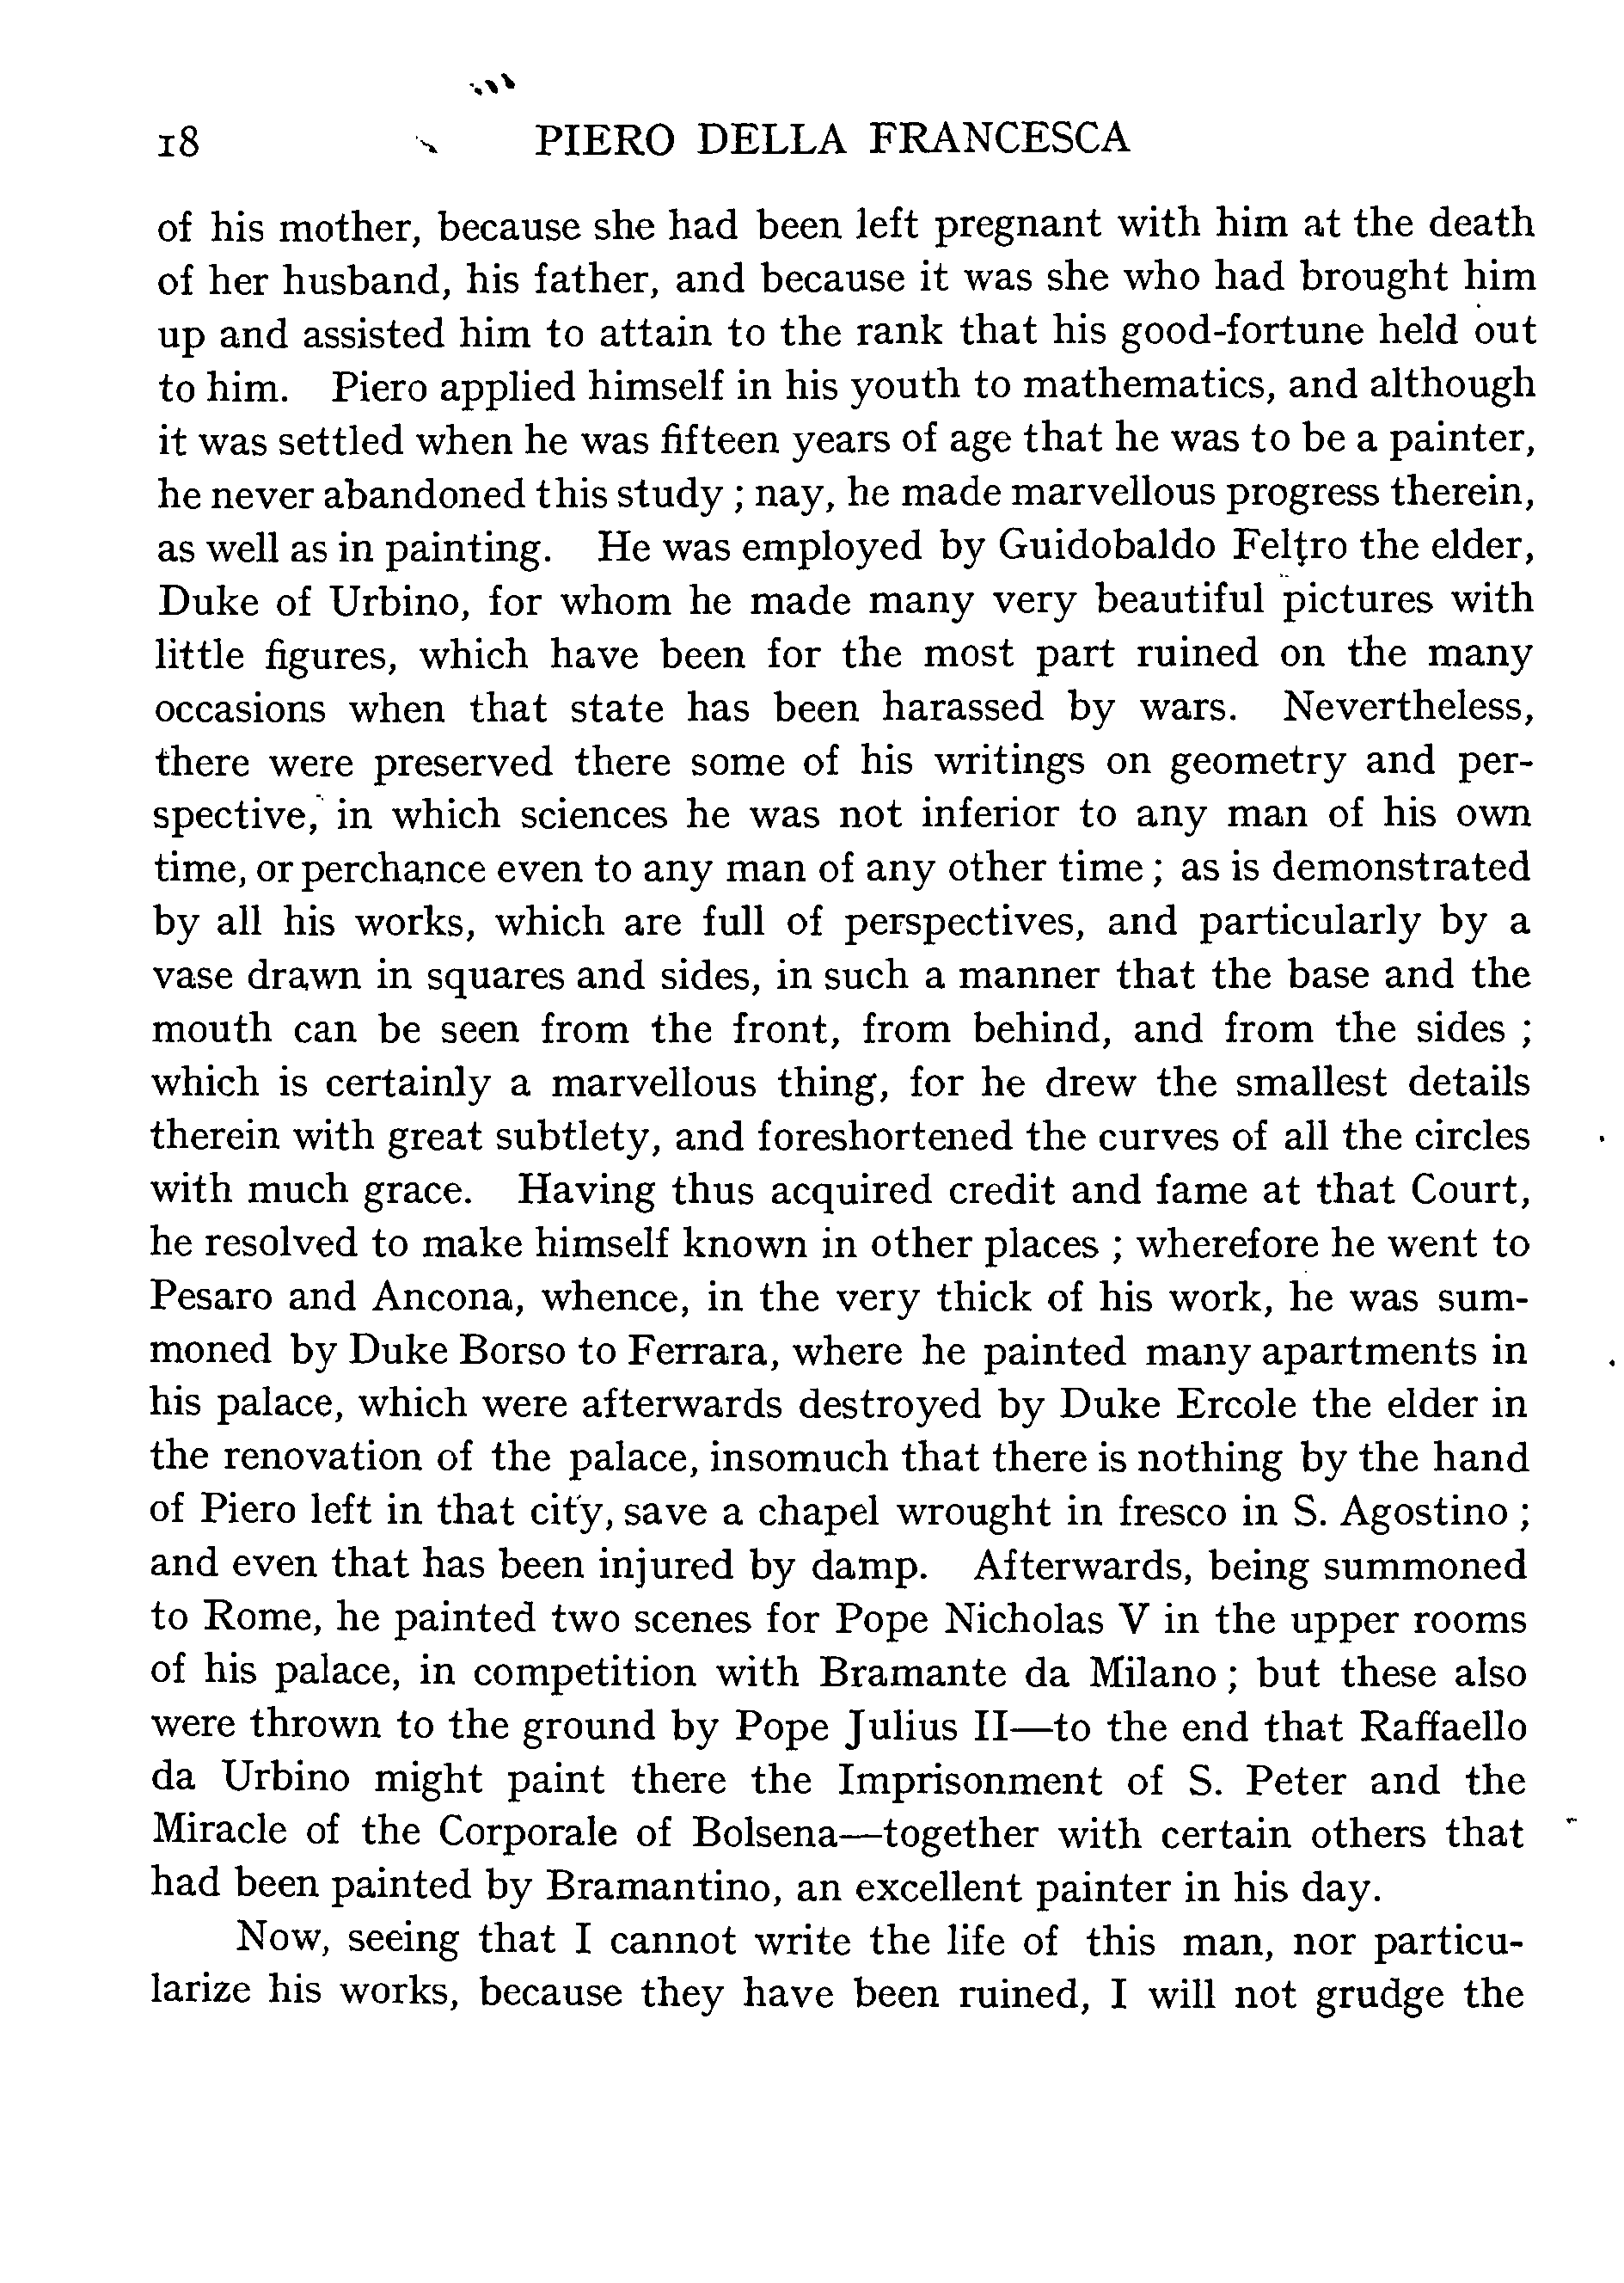 18 PIERO DELLA FRANCESCA
of his mother, because she had been left pregnant with him at the death
of her husband, his father, and because it was she who had brought him
up and assisted him to attain to the rank that his good-fortune held out
to him. Piero applied himself in his youth to mathematics, and although
it was settled when he was fifteen years of age that he was to be a painter,
he never abandoned this study ; nay, he made marvellous progress therein,
as well as in painting. He was employed by Guidobaldo Feltro the elder,
Duke of Urbino, for whom he made many very beautiful pictures with
little figures, which have been for the most part ruined on the many
occasions when that state has been harassed by wars. Nevertheless,
there were preserved there some of his writings on geometry and per-
spective, in which sciences he was not inferior to any man of his own
time, or perchance even to any man of any other time ; as is demonstrated
by all his works, which are full of perspectives, and particularly by a
vase drawn in squares and sides, in such a manner that the base and the
mouth can be seen from the front, from behind, and from the sides ;
which is certainly a marvellous thing, for he drew the smallest details
therein with great subtlety, and foreshortened the curves of all the circles
with much grace. Having thus acquired credit and fame at that Court,
he resolved to make himself known in other places ; wherefore he went to
Pesaro and Ancona, whence, in the very thick of his work, he was sum-
moned by Duke Borso to Ferrara, where he painted many apartments in
his palace, which were afterwards destroyed by Duke Ercole the elder in
the renovation of the palace, insomuch that there is nothing by the hand
of Piero left in that city, save a chapel wrought in fresco in S. Agostino ;
and even that has been injured by damp. Afterwards, being summoned
to Rome, he painted two scenes for Pope Nicholas V in the upper rooms
of his palace, in competition with Bramante da Milano ; but these also
were thrown to the ground by Pope Julius II—to the end that Raffaello
da Urbino might paint there the Imprisonment of S. Peter and the
Miracle of the Corporale of Bolsena—together with certain others that
had been painted by Bramantino, an excellent painter in his day.
Now, seeing that I cannot write the life of this man, nor particu-
larize his works, because they have been ruined, I will not grudge the